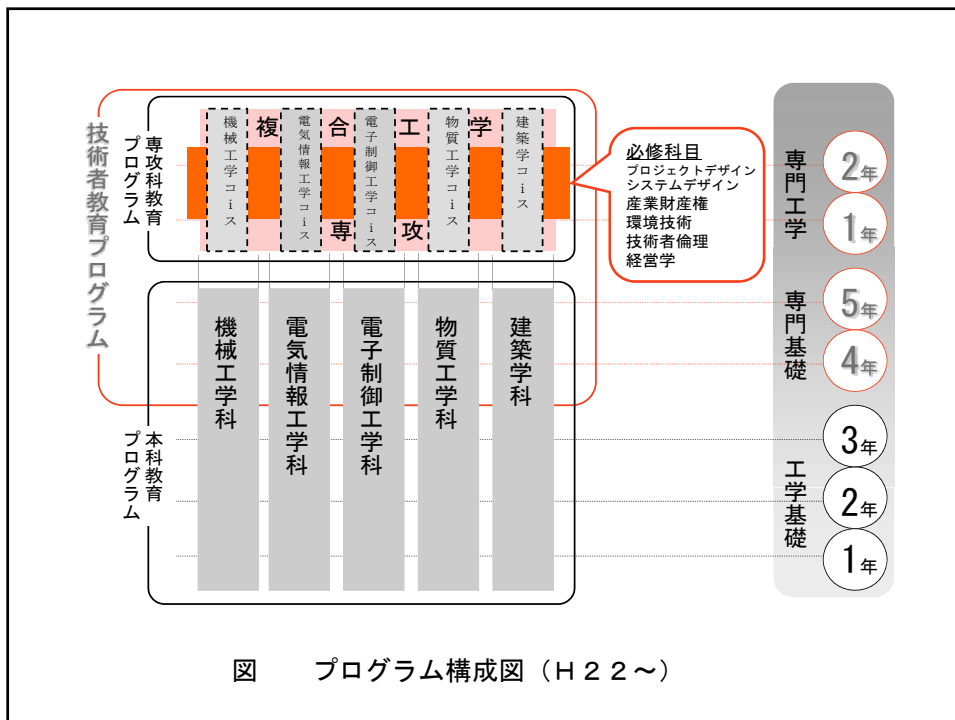 技術者教育プログラム
専攻科教育
プログラム
複合工学
専攻
機械工学コース
電気情報工学コース
電子制御工学コース
物質工学コース
建築学コース
必修科目
プロジェクトデザイン
システムデザイン
産業財産権
環境技術
技術者倫理
経営学
本科教育
プログラム
機械工学科
電気情報工学科
電子制御工学科
物質工学科
建築学科
専門工学
2年
1年
専門基礎
5年
4年
工学基礎
3年
2年
1年
図 プログラム構成図(H22~)